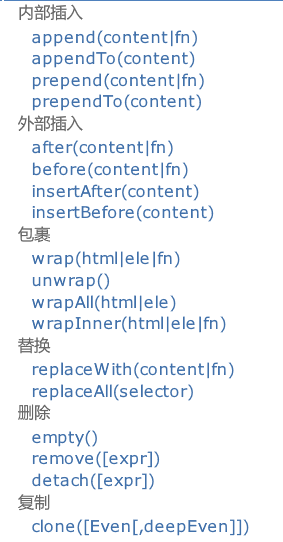 内部插入
append(content|fn)
appendTo(content)
prepend(content|fn)
prependTo(content)
外部插入
after(content|fn)
before(content|fn)
insertAfter(content)
insertBefore(content)
包裹
wrap(html|ele|fn)
unwrap()
wrapAll(html|ele)
wrapInner(html|ele|fn)
替换
replaceWith(content|fn)
replaceAll(selector)
删除
empty()
remove([expr])
detach([expr])
复制
clone([Even[,deepEven]])